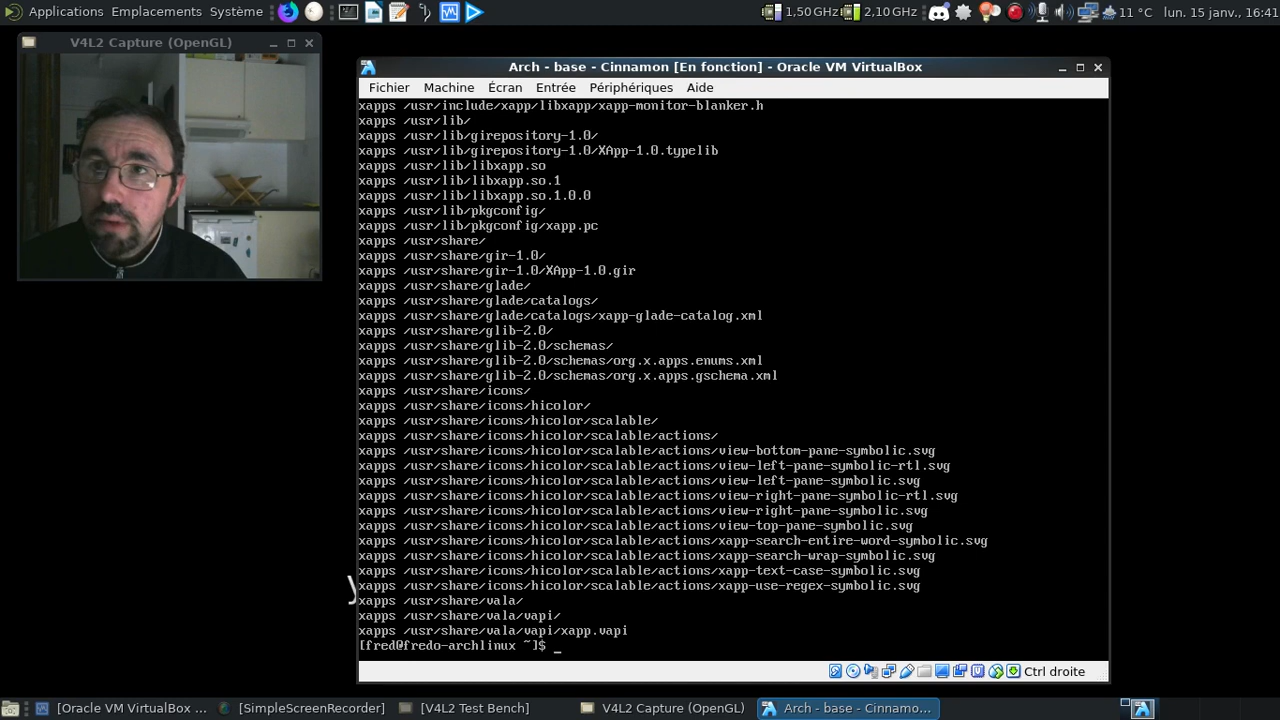 Applications Emplacements Système
1,50 GHz 2,10 GHz 11 °C lun. 15 janv., 16:41
V4L2 Capture (OpenGL)
Arch - base - Cinnamon [En fonction] - Oracle VM VirtualBox
Fichier Machine Écran Entrée Périphériques Aide
xapps /usr/include/xapp/libxapp/xapp-monitor-blanker.h
xapps /usr/lib/
xapps /usr/lib/girepository-1.0/
xapps /usr/lib/girepository-1.0/XApp-1.0.typelib
xapps /usr/lib/libxapp.so
xapps /usr/lib/libxapp.so.1
xapps /usr/lib/libxapp.so.1.0.0
xapps /usr/lib/pkgconfig/
xapps /usr/lib/pkgconfig/xapp.pc
xapps /usr/share/
xapps /usr/share/gir-1.0/
xapps /usr/share/gir-1.0/XApp-1.0.gir
xapps /usr/share/glade/
xapps /usr/share/glade/catalogs/
xapps /usr/share/glade/catalogs/xapp-glade-catalog.xml
xapps /usr/share/glib-2.0/
xapps /usr/share/glib-2.0/schemas/
xapps /usr/share/glib-2.0/schemas/org.x.apps.enums.xml
xapps /usr/share/glib-2.0/schemas/org.x.apps.gschema.xml
xapps /usr/share/icons/
xapps /usr/share/icons/hicolor/
xapps /usr/share/icons/hicolor/scalable/
xapps /usr/share/icons/hicolor/scalable/actions/
xapps /usr/share/icons/hicolor/scalable/actions/view-bottom-pane-symbolic.svg
xapps /usr/share/icons/hicolor/scalable/actions/view-left-pane-symbolic-rtl.svg
xapps /usr/share/icons/hicolor/scalable/actions/view-left-pane-symbolic.svg
xapps /usr/share/icons/hicolor/scalable/actions/view-right-pane-symbolic-rtl.svg
xapps /usr/share/icons/hicolor/scalable/actions/view-right-pane-symbolic.svg
xapps /usr/share/icons/hicolor/scalable/actions/view-top-pane-symbolic.svg
xapps /usr/share/icons/hicolor/scalable/actions/xapp-search-entire-word-symbolic.svg
xapps /usr/share/icons/hicolor/scalable/actions/xapp-search-wrap-symbolic.svg
xapps /usr/share/icons/hicolor/scalable/actions/xapp-text-case-symbolic.svg
xapps /usr/share/icons/hicolor/scalable/actions/xapp-use-regex-symbolic.svg
xapps /usr/share/vala/
xapps /usr/share/vala/vapi/
xapps /usr/share/vala/vapi/xapp.vapi
[fred@fredo-archlinux ~]$ _
Ctrl droite
[Oracle VM VirtualBox ... [SimpleScreenRecorder] [V4L2 Test Bench] V4L2 Capture (OpenGL) Arch - base - Cinnamo...